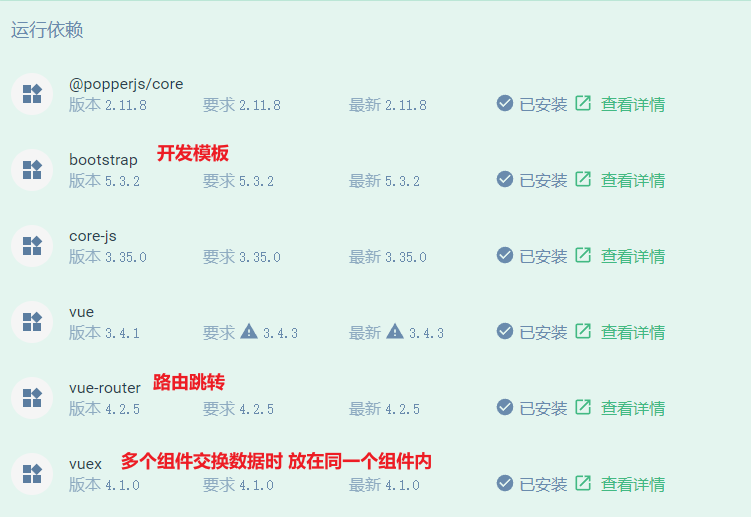 运行依赖
@popperjs/core
版本 2.11.8 要求 2.11.8 最新 2.11.8 已安装 查看详情
bootstrap 开发模板
版本 5.3.2 要求 5.3.2 最新 5.3.2 已安装 查看详情
core-js
版本 3.35.0 要求 3.35.0 最新 3.35.0 已安装 查看详情
vue
版本 3.4.1 要求 3.4.3 最新 3.4.3 已安装 查看详情
vue-router 路由跳转
版本 4.2.5 要求 4.2.5 最新 4.2.5 已安装 查看详情
vuex 多个组件交换数据时 放在同一个组件内
版本 4.1.0 要求 4.1.0 最新 4.1.0 已安装 查看详情